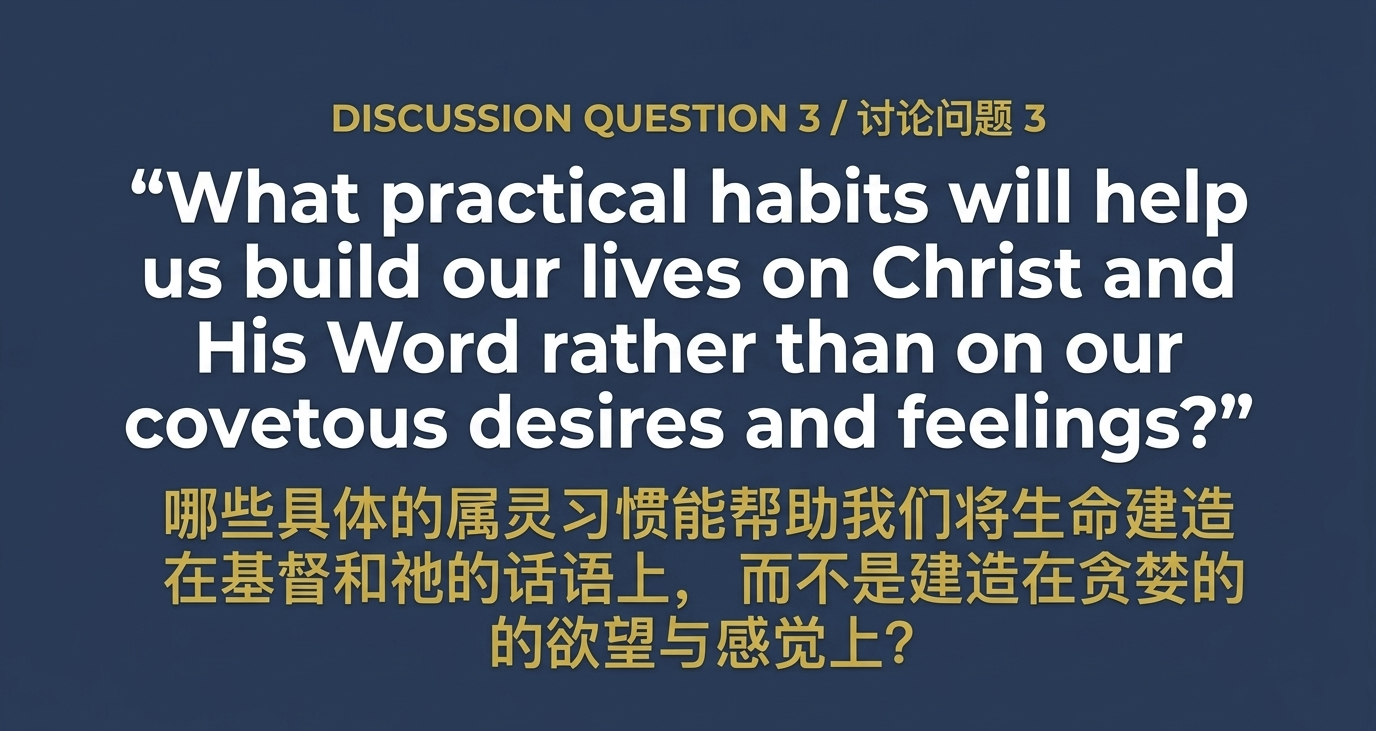 DISCUSSION QUESTION 3 / 讨论问题 3
“What practical habits will help
us build our lives on Christ and
His Word rather than on our
covetous desires and feelings?”
哪些具体的属灵习惯能帮助我们将生命建造
在基督和祂的话语上， 而不是建造在贪婪的
的欲望与感觉上？